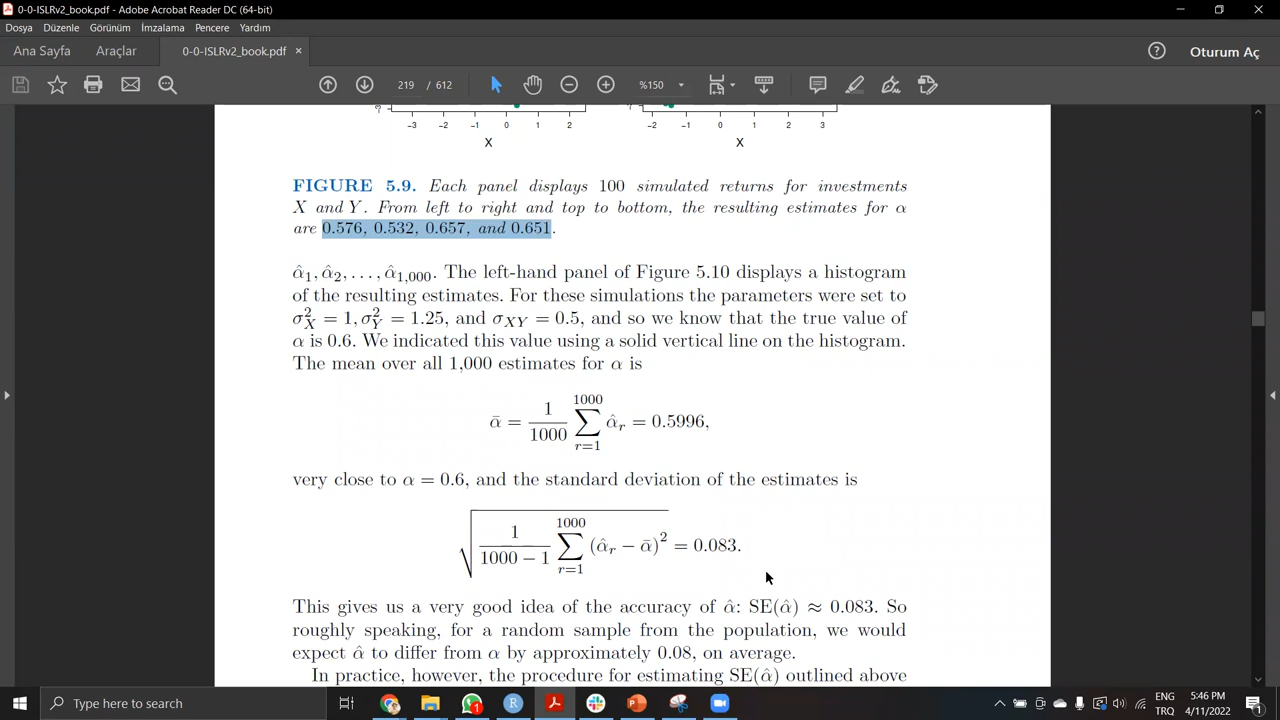 0-0-ISLRv2_book.pdf - Adobe Acrobat Reader DC (64-bit)
Dosya Düzenle Görünüm İmzalama Pencere Yardım
Ana Sayfa Araçlar 0-0-ISLRv2_book.pdf × ? Oturum Aç
219 / 612 %150
-3 -2 -1 0 1 2 -2 -1 0 1 2 3
X X
FIGURE 5.9. Each panel displays 100 simulated returns for investments
X and Y. From left to right and top to bottom, the resulting estimates for α
are 0.576, 0.532, 0.657, and 0.651.
α̂₁, α̂₂, . . . , α̂₁,₀₀₀. The left-hand panel of Figure 5.10 displays a histogram
of the resulting estimates. For these simulations the parameters were set to
σ²_X = 1, σ²_Y = 1.25, and σ_XY = 0.5, and so we know that the true value of
α is 0.6. We indicated this value using a solid vertical line on the histogram.
The mean over all 1,000 estimates for α is
ᾱ = 1/1000 ∑_{r=1}^{1000} α̂_r = 0.5996,
very close to α = 0.6, and the standard deviation of the estimates is
√( 1/(1000 − 1) ∑_{r=1}^{1000} (α̂_r − ᾱ)² ) = 0.083.
This gives us a very good idea of the accuracy of α̂: SE(α̂) ≈ 0.083. So
roughly speaking, for a random sample from the population, we would
expect α̂ to differ from α by approximately 0.08, on average.
In practice, however, the procedure for estimating SE(α̂) outlined above
Type here to search
ENG 5:46 PM
TRQ 4/11/2022